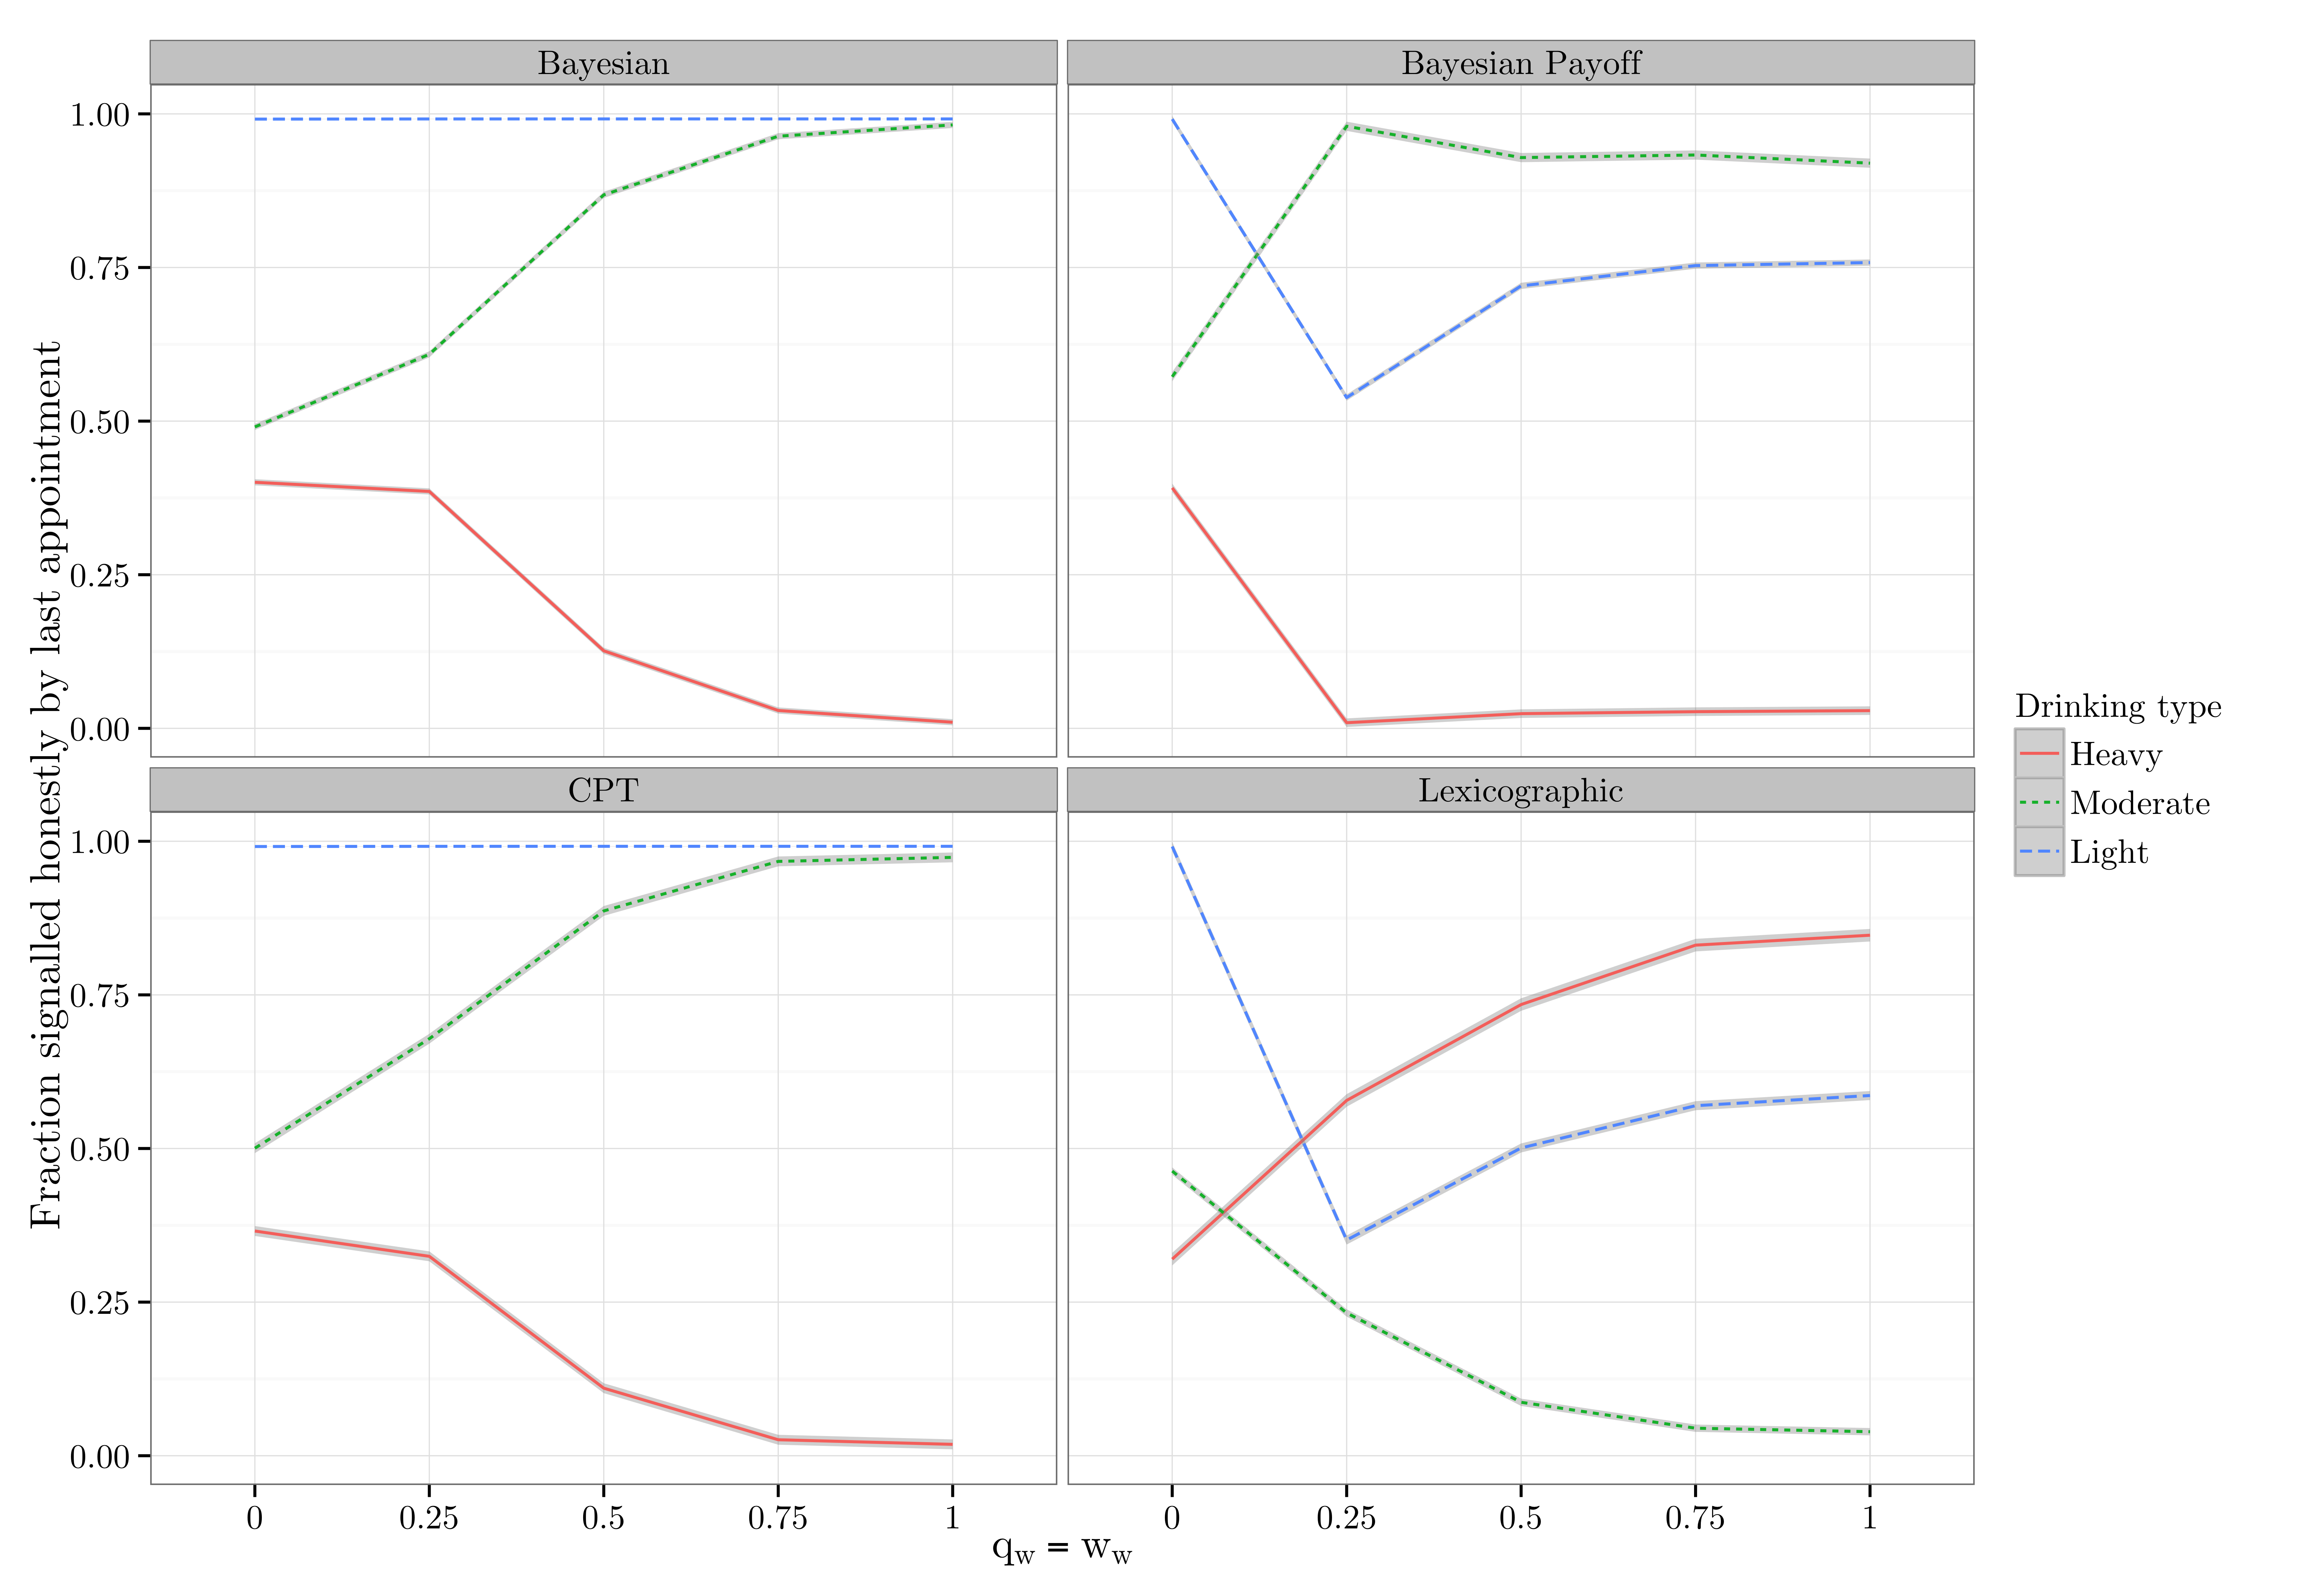 Bayesian
Bayesian Payoff
1.00
0.75
0.50
0.25
0.00
CPT
Lexicographic
1.00
0.75
0.50
0.25
0.00
0 0.25 0.5 0.75 1
0 0.25 0.5 0.75 1
q_w = w_w
Fraction signalled honestly by last appointment
Drinking type
Heavy
Moderate
Light